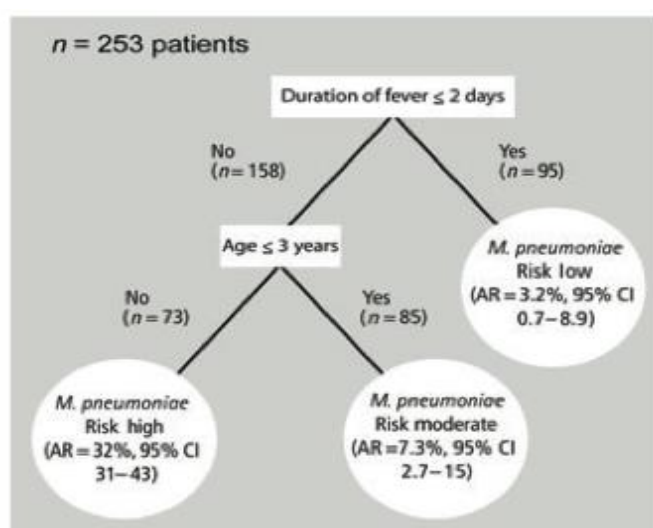 n = 253 patients
Duration of fever ≤ 2 days
No
(n=158)
Yes
(n=95)
Age ≤ 3 years
M. pneumoniae
Risk low
(AR=3.2%, 95% CI
0.7–8.9)
No
(n=73)
Yes
(n=85)
M. pneumoniae
Risk high
(AR=32%, 95% CI
31–43)
M. pneumoniae
Risk moderate
(AR=7.3%, 95% CI
2.7–15)